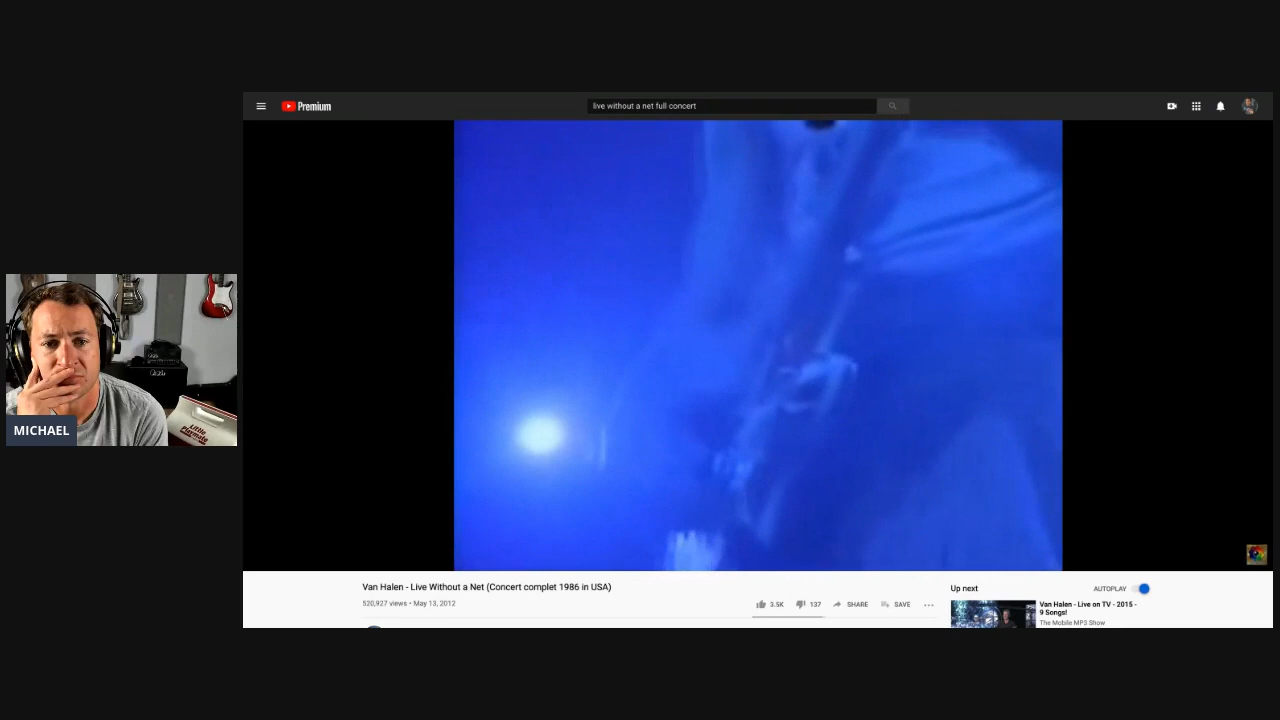 Premium
live without a net full concert
MICHAEL
Little
Playmate
Van Halen - Live Without a Net (Concert complet 1986 in USA)
520,927 views • May 13, 2012
3.5K
137
SHARE
SAVE
Up next
AUTOPLAY
Van Halen - Live on TV - 2015 -
9 Songs!
The Mobile MP3 Show